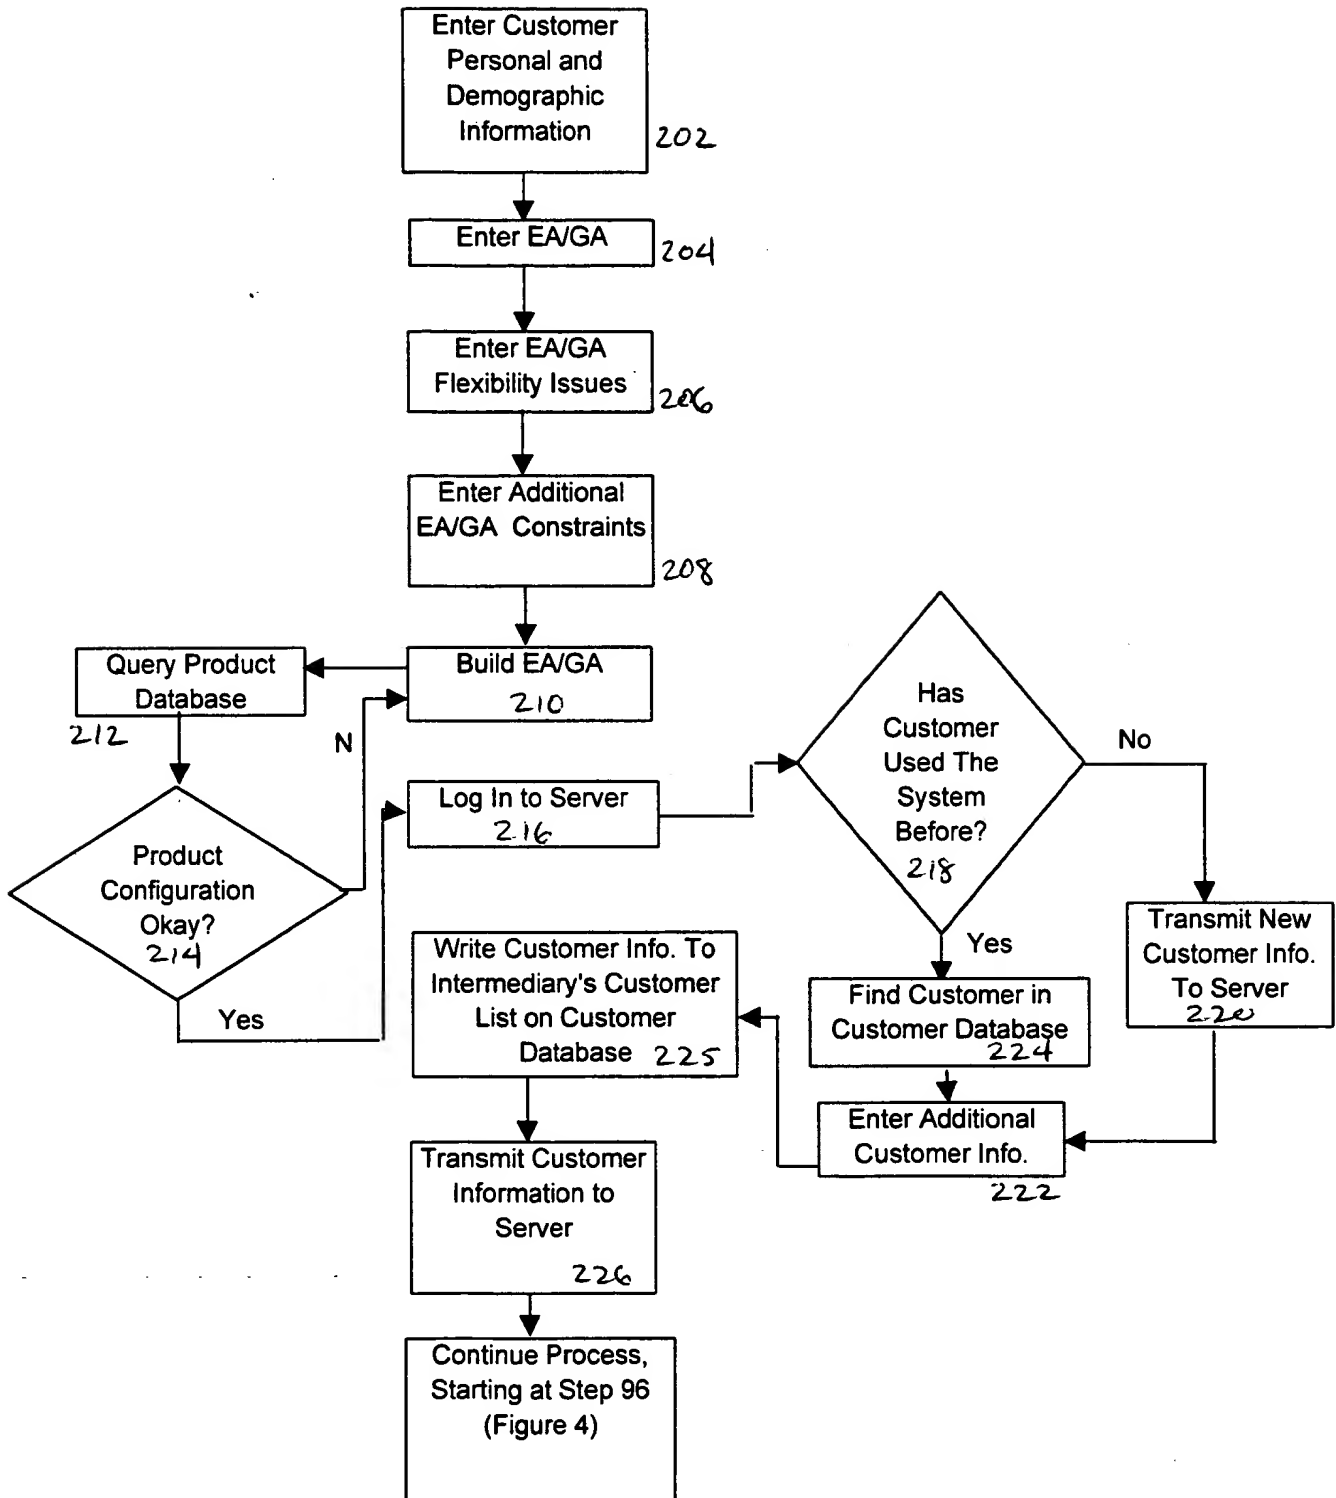 Enter Customer
Personal and
Demographic
Information
202
Enter EA/GA
204
Enter EA/GA
Flexibility Issues
206
Enter Additional
EA/GA Constraints
208
Build EA/GA
210
Query Product
Database
212
N
Product
Configuration
Okay?
214
Yes
Log In to Server
216
Has
Customer
Used The
System
Before?
218
No
Yes
Transmit New
Customer Info.
To Server
220
Find Customer in
Customer Database
224
Enter Additional
Customer Info.
222
Write Customer Info. To
Intermediary's Customer
List on Customer
Database 225
Transmit Customer
Information to
Server
226
Continue Process,
Starting at Step 96
(Figure 4)